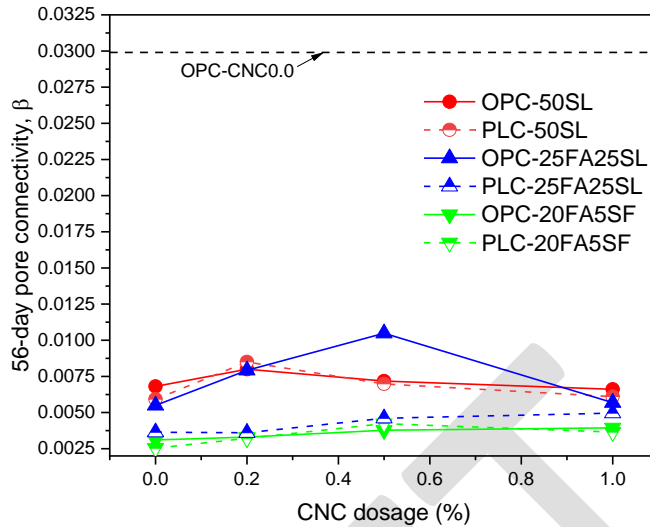 0.0325
0.0300
0.0275
0.0250
0.0225
0.0200
0.0175
0.0150
0.0125
0.0100
0.0075
0.0050
0.0025
56-day pore connectivity, β
OPC-CNC0.0
OPC-50SL
PLC-50SL
OPC-25FA25SL
PLC-25FA25SL
OPC-20FA5SF
PLC-20FA5SF
0.0 0.2 0.4 0.6 0.8 1.0
CNC dosage (%)